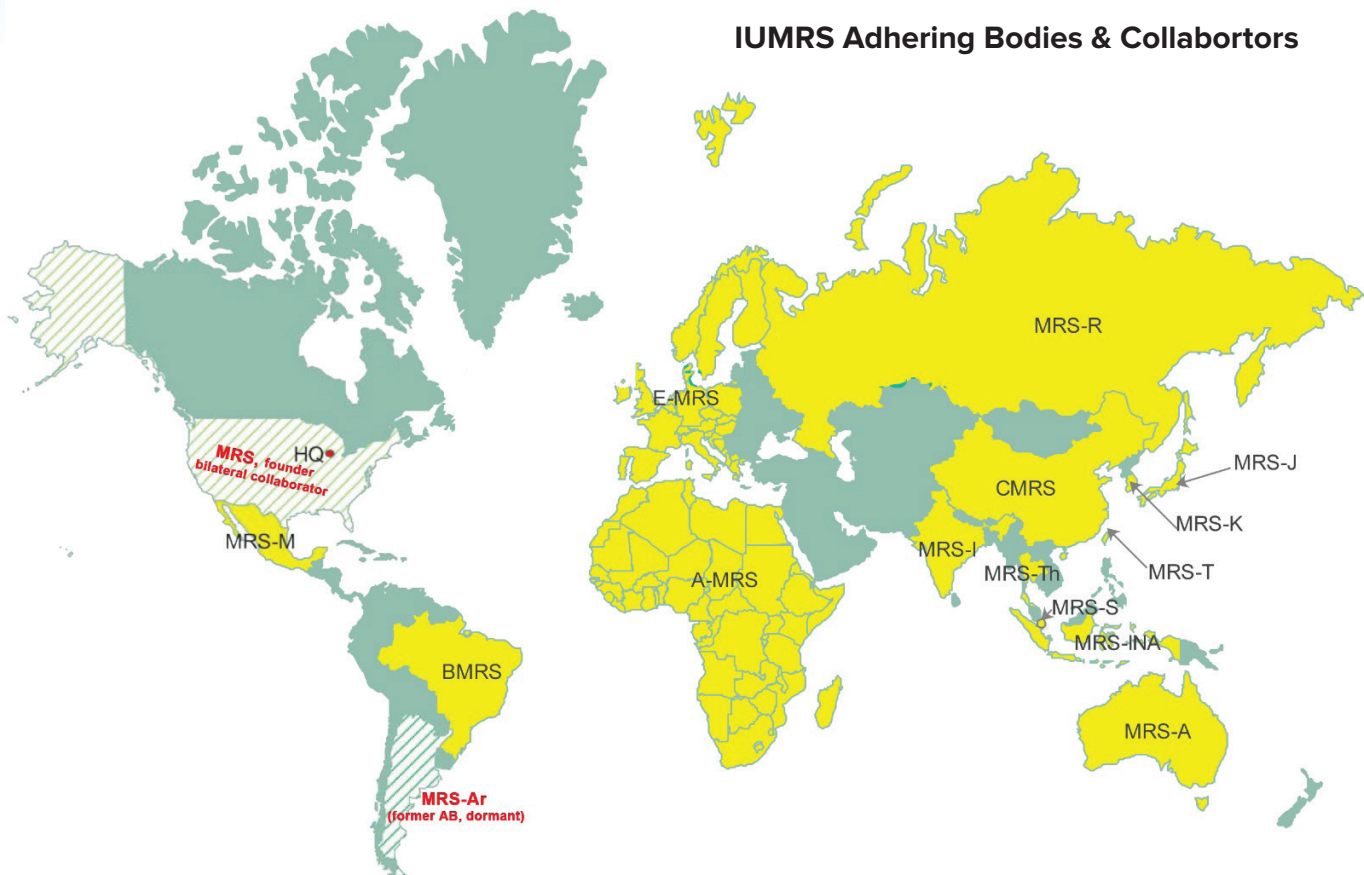 IUMRS Adhering Bodies & Collabortors
MRS-R
E-MRS
HQ
MRS, founder
bilateral collaborator
MRS-J
CMRS
MRS-K
MRS-M
MRS-I
A-MRS
MRS-Th
MRS-T
MRS-S
MRS-INA
BMRS
MRS-A
MRS-Ar
(former AB, dormant)